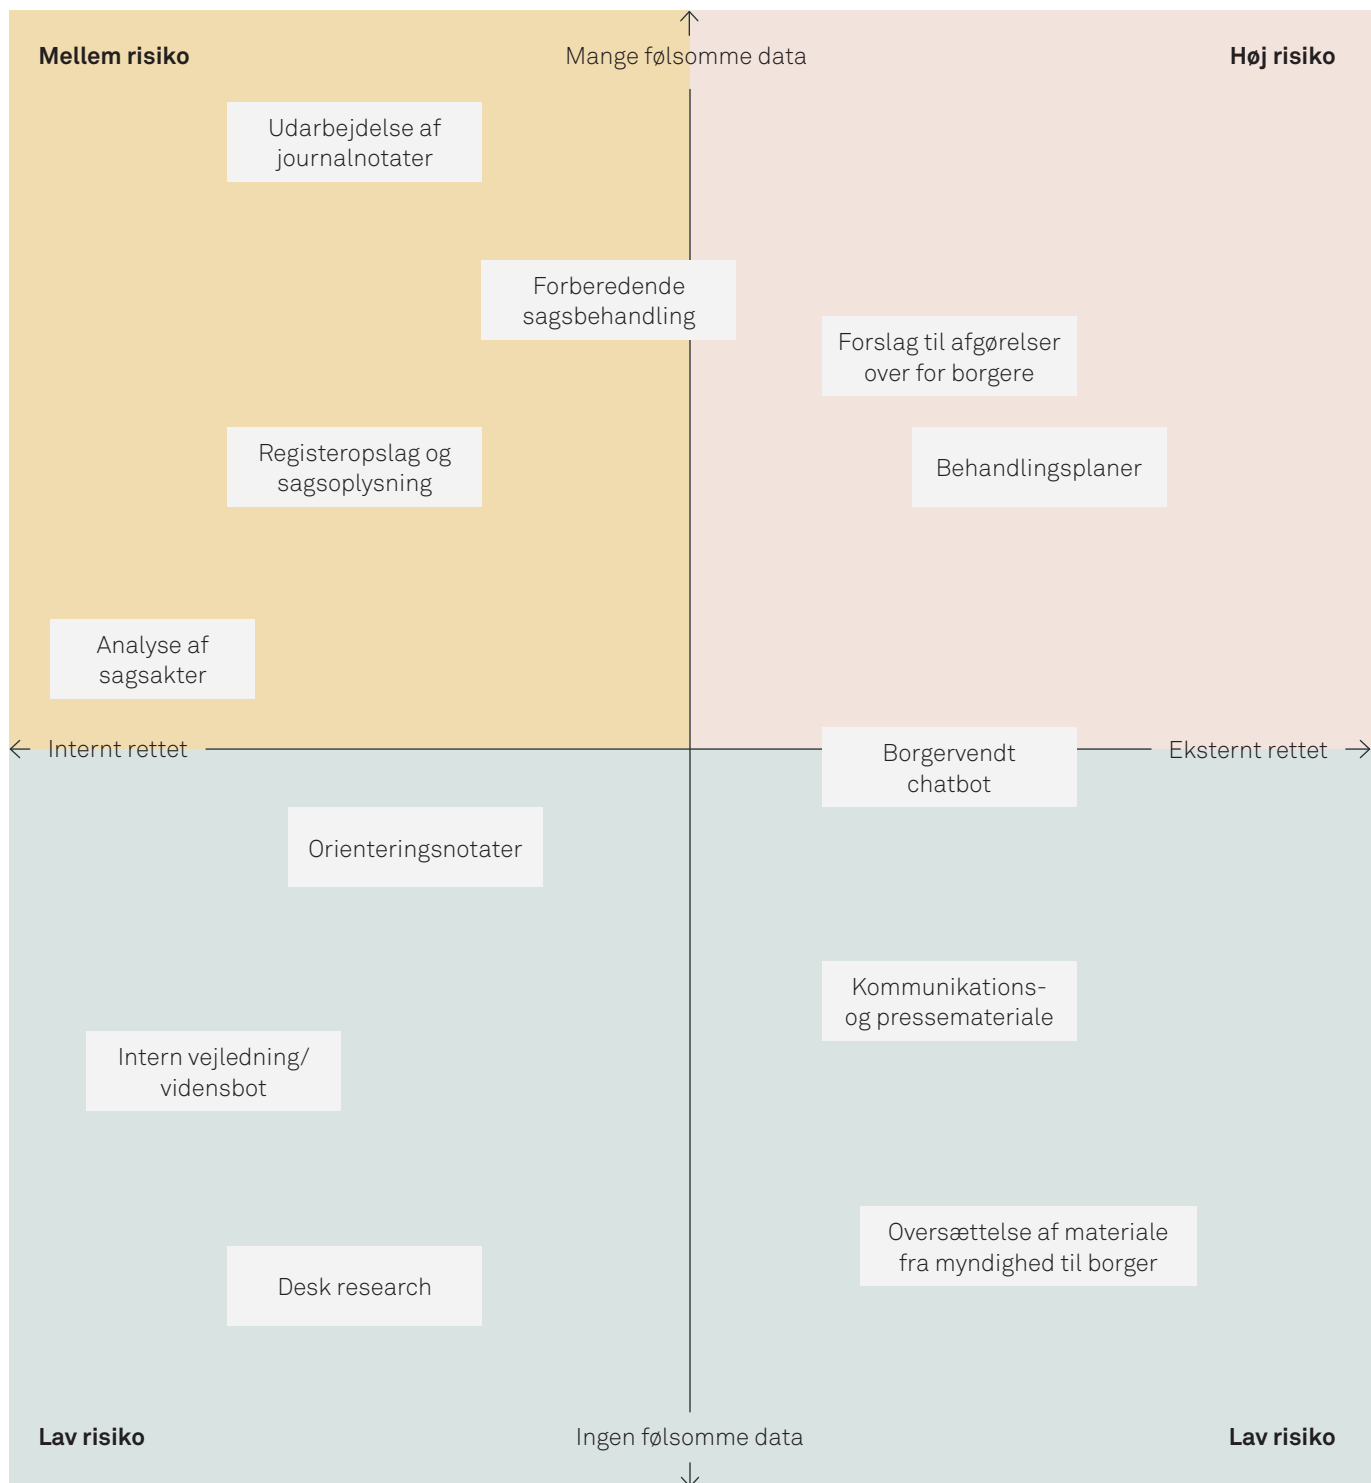 Mellem risiko
Mange følsomme data
Høj risiko
Udarbejdelse af
journalnotater
Forberedende
sagsbehandling
Forslag til afgørelser
over for borgere
Registeropslag og
sagsoplysning
Behandlingsplaner
Analyse af
sagsakter
Internt rettet
Eksternt rettet
Borgervendt
chatbot
Orienteringsnotater
Kommunikations-
og pressemateriale
Intern vejledning/
vidensbot
Oversættelse af materiale
fra myndighed til borger
Desk research
Lav risiko
Ingen følsomme data
Lav risiko